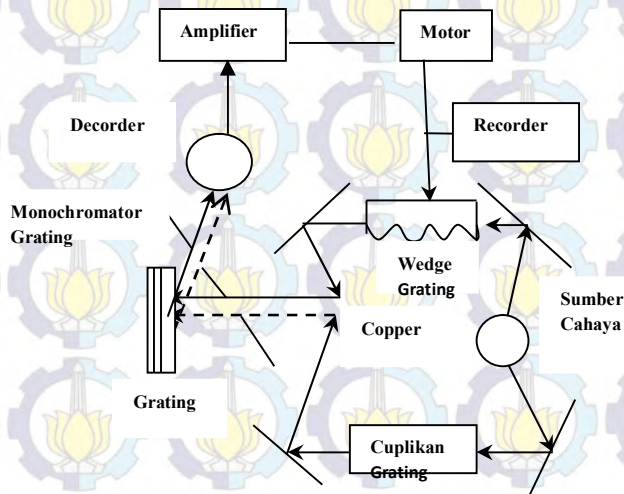 Amplifier
Motor
Decorder
Recorder
Monochromator
Grating
Wedge
Grating
Sumber
Cahaya
Copper
Grating
Cuplikan
Grating